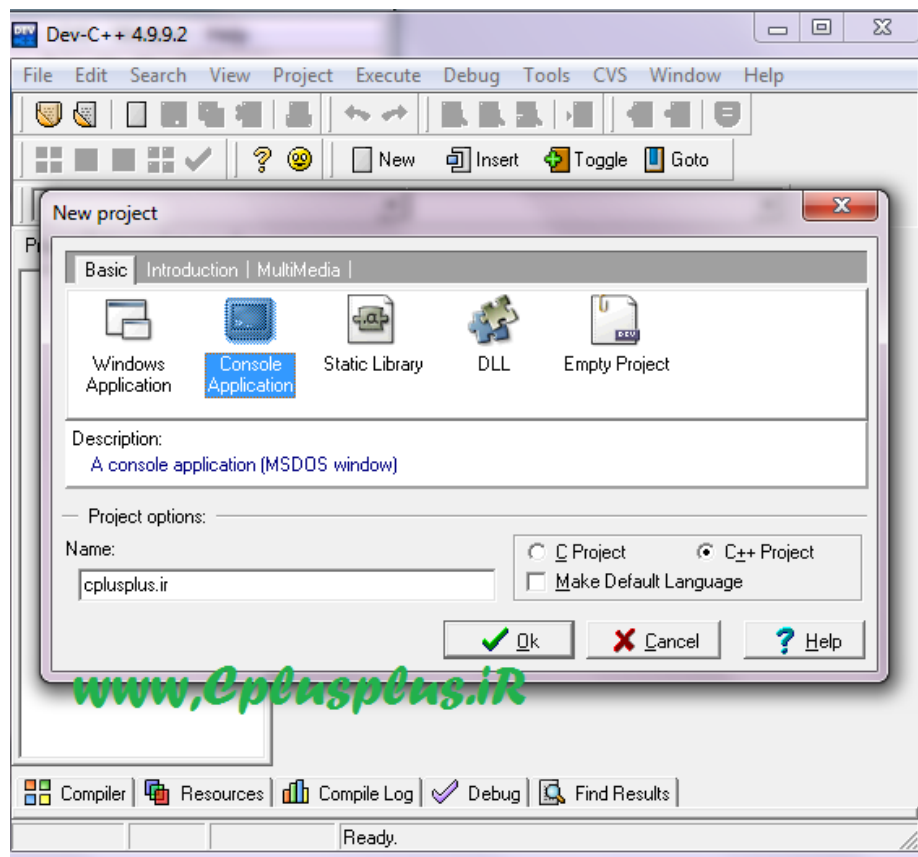 Dev-C++ 4.9.9.2
File Edit Search View Project Execute Debug Tools CVS Window Help
New Insert Toggle Goto
New project
Basic Introduction MultiMedia
Windows Application
Console Application
Static Library
DLL
Empty Project
Description:
A console application (MSDOS window)
Project options:
Name:
C Project C++ Project
cplusplus.ir
Make Default Language
Ok Cancel Help
www,Cplusplus.iR
Compiler Resources Compile Log Debug Find Results
Ready.